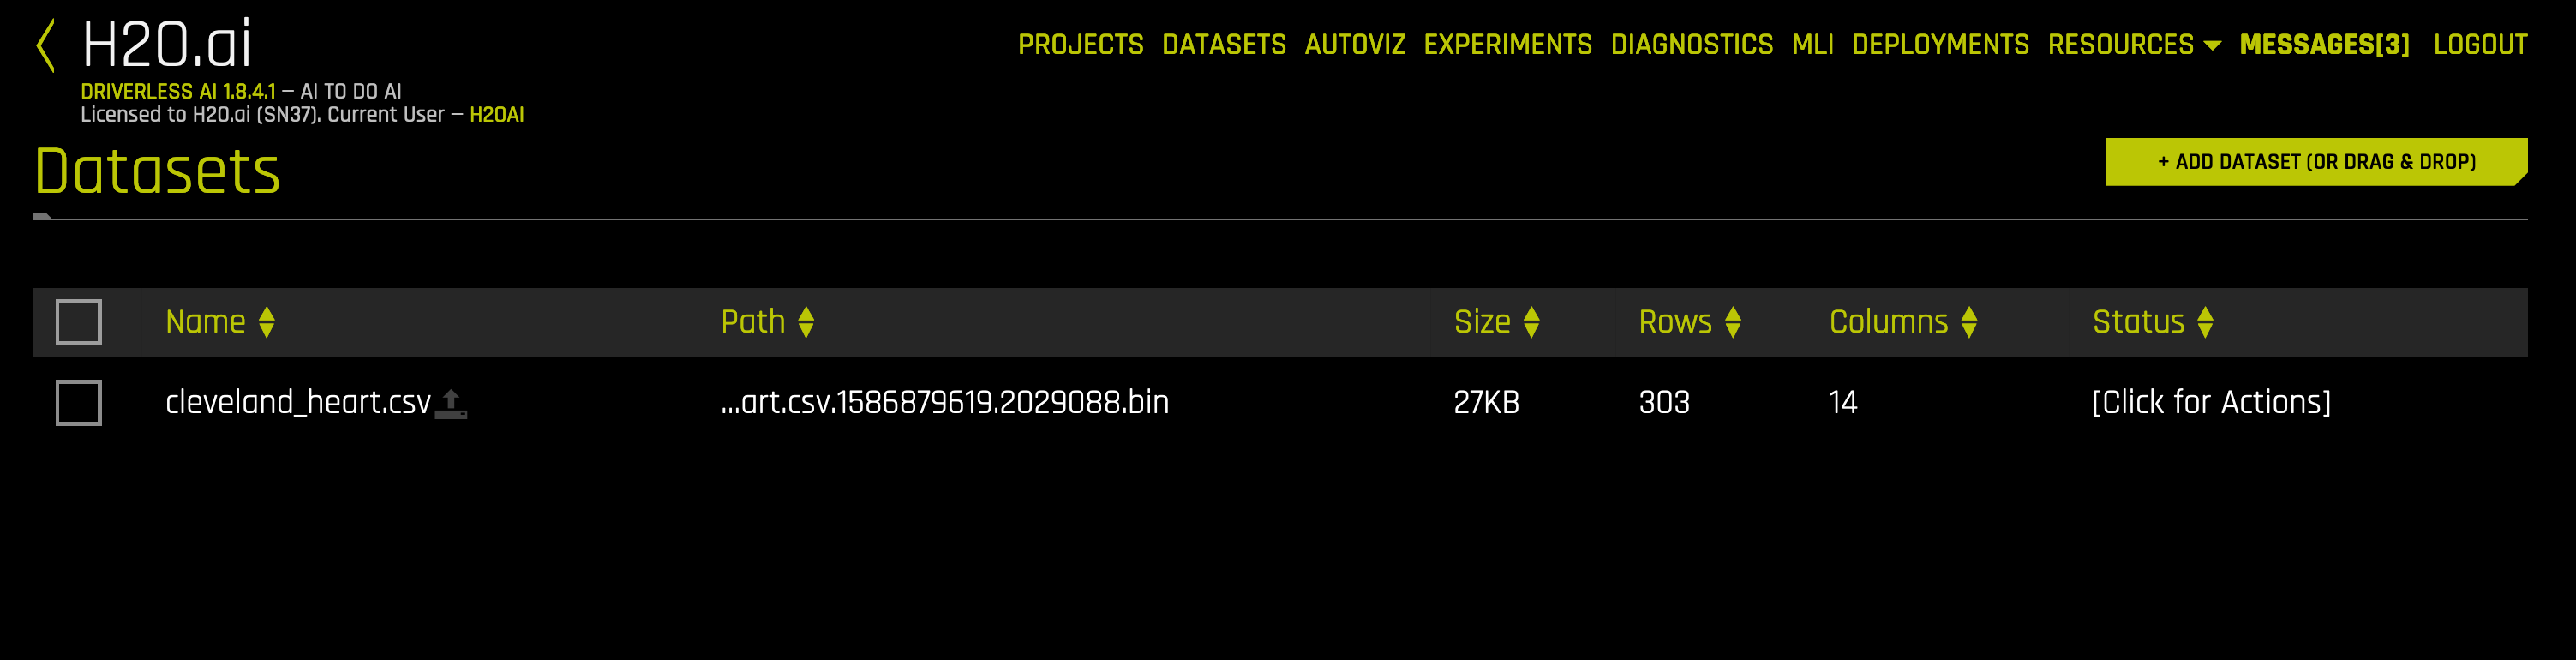 H2O.ai
PROJECTS DATASETS AUTOVIZ EXPERIMENTS DIAGNOSTICS MLI DEPLOYMENTS RESOURCES MESSAGES[3] LOGOUT
DRIVERLESS AI 1.8.4.1 – AI TO DO AI
Licensed to H2O.ai (SN37). Current User – H2OAI
Datasets
+ ADD DATASET (OR DRAG & DROP)
Name Path Size Rows Columns Status
cleveland_heart.csv ...art.csv.1586879619.2029088.bin 27KB 303 14 [Click for Actions]